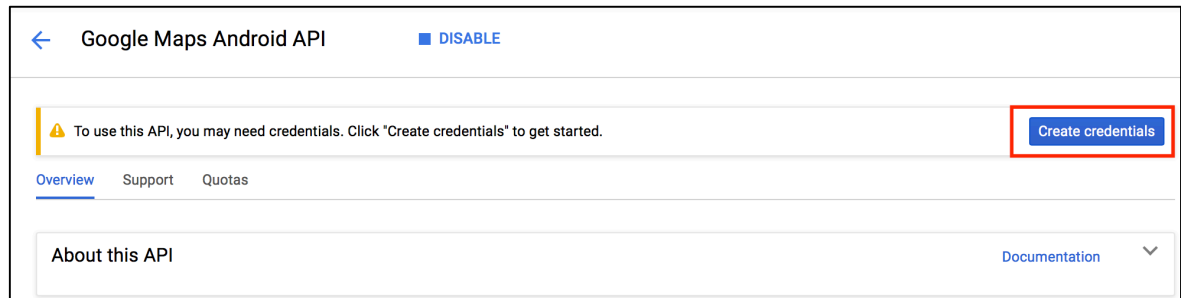 Google Maps Android API DISABLE
To use this API, you may need credentials. Click "Create credentials" to get started. Create credentials
Overview Support Quotas
About this API Documentation